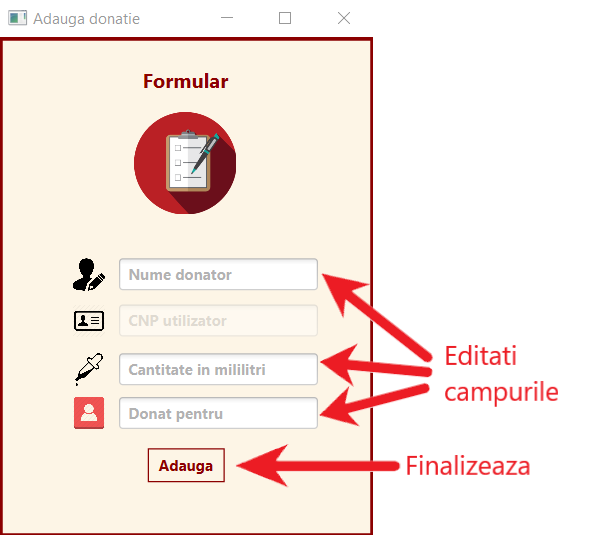 Adauga donatie
Formular
Nume donator
CNP utilizator
Cantitate in mililitri
Donat pentru
Adauga
Editati
campurile
Finalizeaza